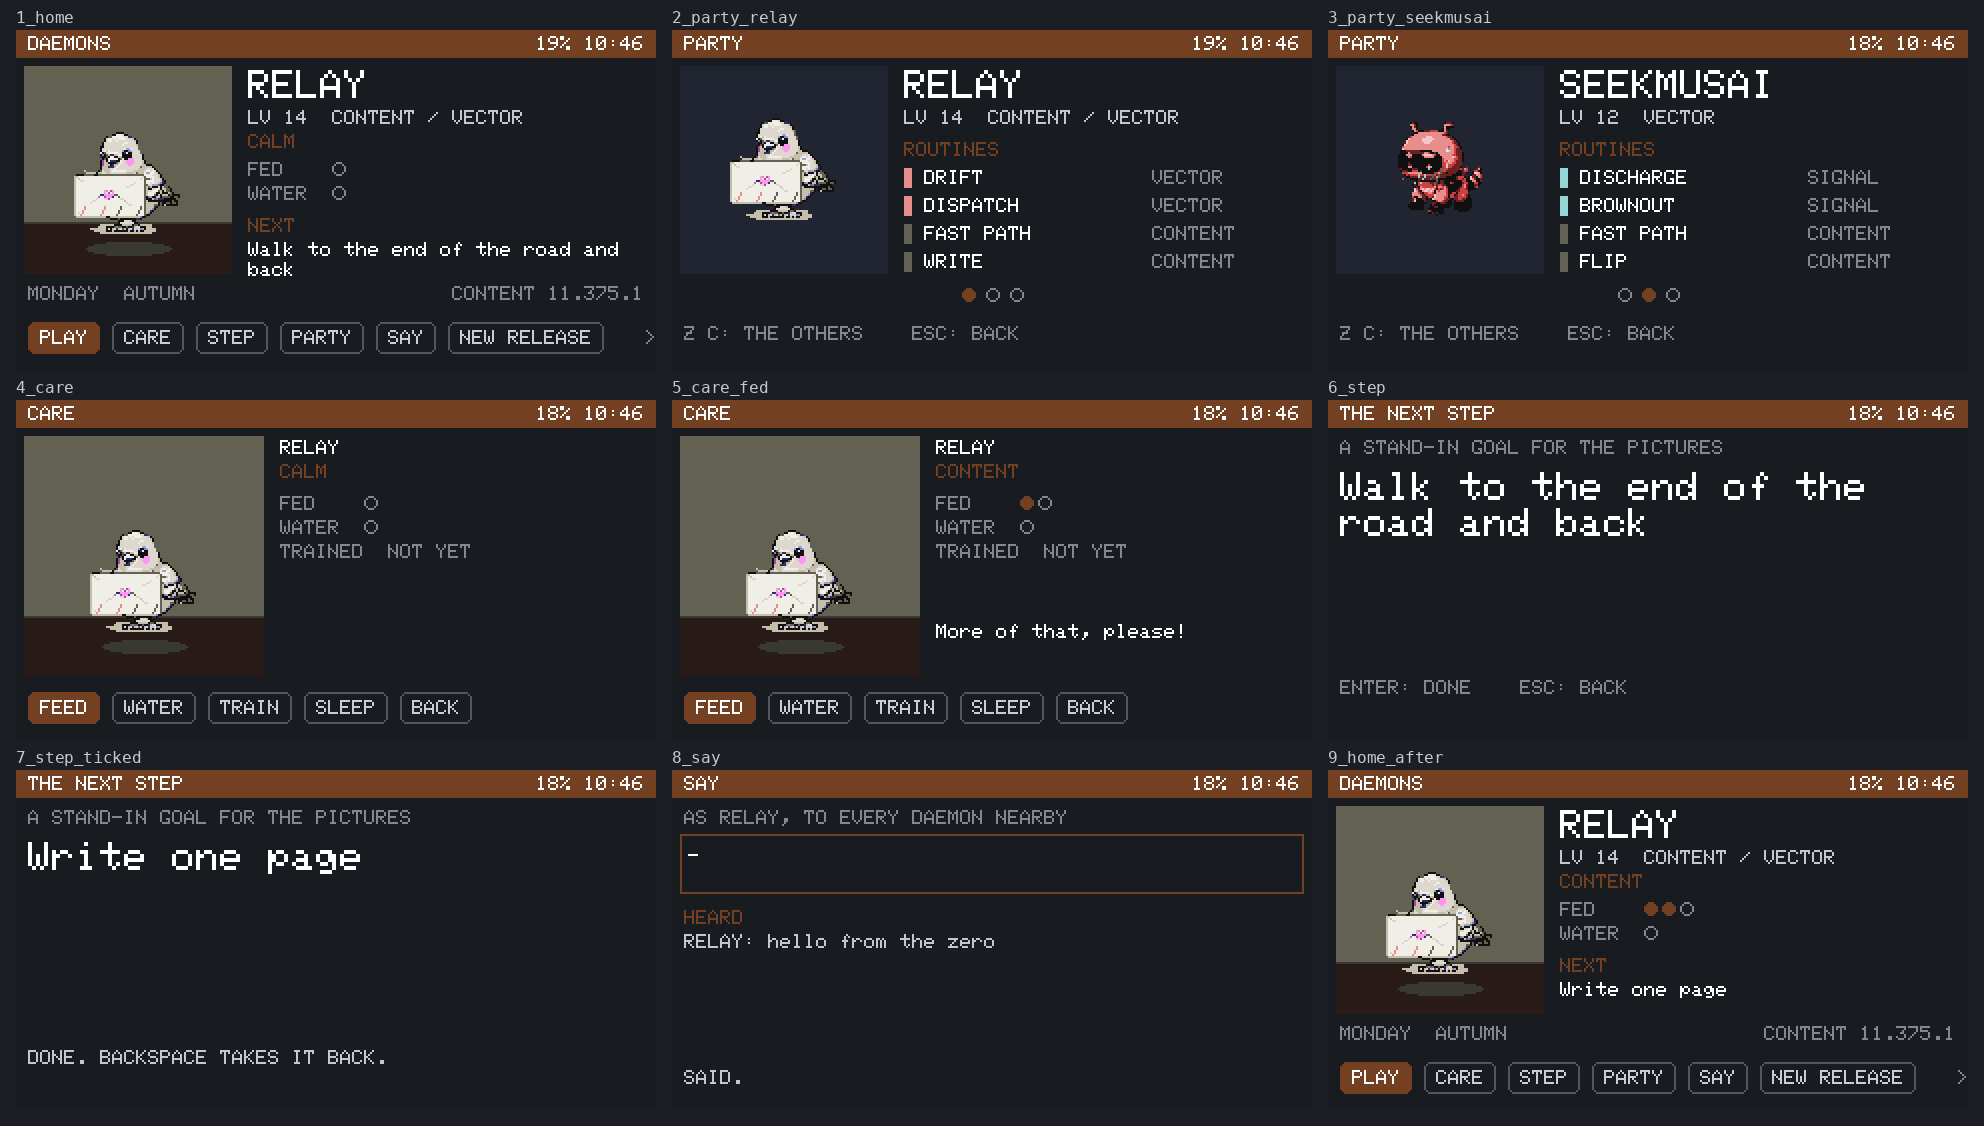 1_home
DAEMONS 19% 10:46
RELAY
LV 14 CONTENT / VECTOR
CALM
FED
WATER
NEXT
Walk to the end of the road and
back
MONDAY AUTUMN CONTENT 11.375.1
PLAY CARE STEP PARTY SAY NEW RELEASE >
2_party_relay
PARTY 19% 10:46
RELAY
LV 14 CONTENT / VECTOR
ROUTINES
DRIFT VECTOR
DISPATCH VECTOR
FAST PATH CONTENT
WRITE CONTENT
Z C: THE OTHERS ESC: BACK
3_party_seekmusai
PARTY 18% 10:46
SEEKMUSAI
LV 12 VECTOR
ROUTINES
DISCHARGE SIGNAL
BROWNOUT SIGNAL
FAST PATH CONTENT
FLIP CONTENT
Z C: THE OTHERS ESC: BACK
4_care
CARE 18% 10:46
RELAY
CALM
FED
WATER
TRAINED NOT YET
FEED WATER TRAIN SLEEP BACK
5_care_fed
CARE 18% 10:46
RELAY
CONTENT
FED
WATER
TRAINED NOT YET
More of that, please!
FEED WATER TRAIN SLEEP BACK
6_step
THE NEXT STEP 18% 10:46
A STAND-IN GOAL FOR THE PICTURES
Walk to the end of the
road and back
ENTER: DONE ESC: BACK
7_step_ticked
THE NEXT STEP 18% 10:46
A STAND-IN GOAL FOR THE PICTURES
Write one page
DONE. BACKSPACE TAKES IT BACK.
8_say
SAY 18% 10:46
AS RELAY, TO EVERY DAEMON NEARBY
_
HEARD
RELAY: hello from the zero
SAID.
9_home_after
DAEMONS 18% 10:46
RELAY
LV 14 CONTENT / VECTOR
CONTENT
FED
WATER
NEXT
Write one page
MONDAY AUTUMN CONTENT 11.375.1
PLAY CARE STEP PARTY SAY NEW RELEASE >